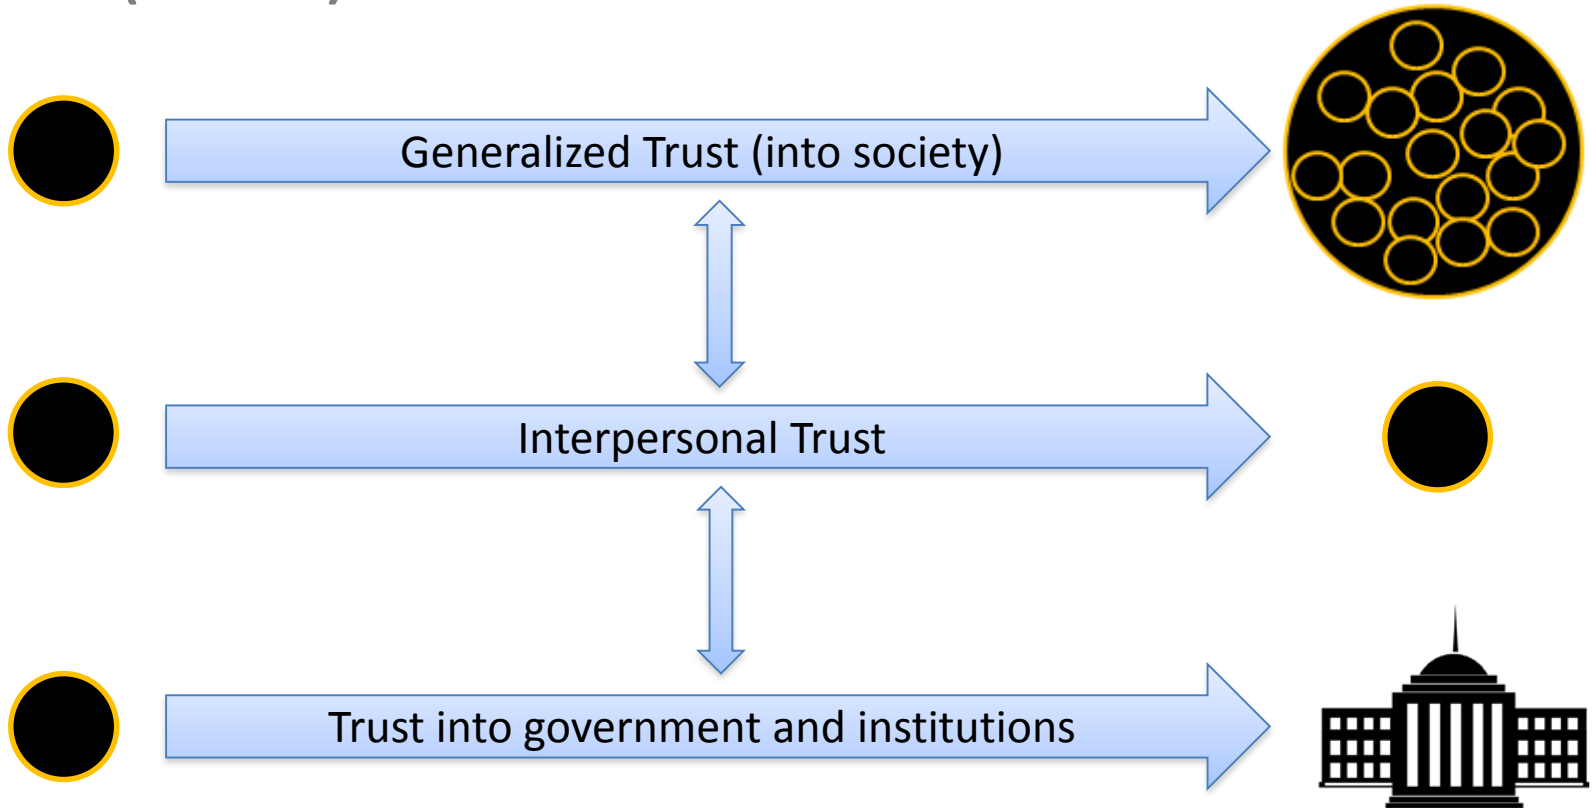 Generalized Trust (into society)
Interpersonal Trust
Trust into government and institutions